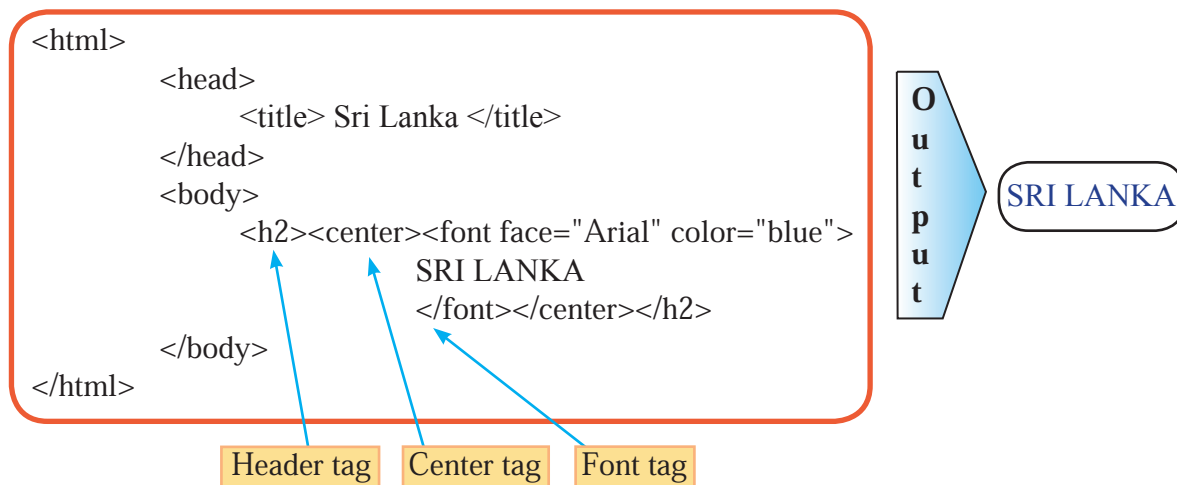 <html>
<head>
<title> Sri Lanka </title>
</head>
<body>
<h2><center><font face="Arial" color="blue">
SRI LANKA
</font></center></h2>
</body>
</html>
Header tag
Center tag
Font tag
Output
SRI LANKA